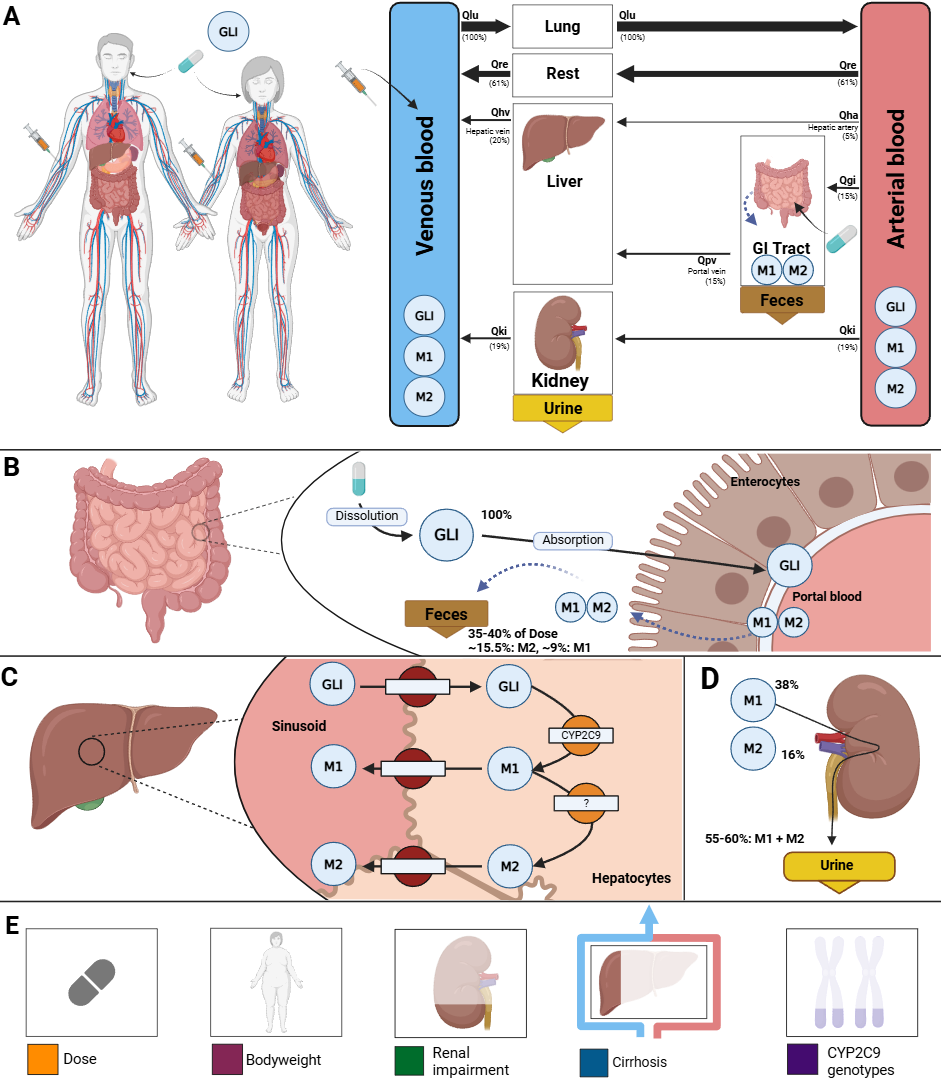 A
GLI
Venous blood
GLI
M1
M2
Qlu
(100%)
Lung
Qlu
(100%)
Qre
(61%)
Rest
Qre
(61%)
Qhv
Hepatic vein
(20%)
Liver
Qha
Hepatic artery
(5%)
Qgi
(15%)
GI Tract
M1 M2
Feces
Qpv
Portal vein
(15%)
Qki
(19%)
Kidney
Urine
Qki
(19%)
Arterial blood
GLI
M1
M2
B
Dissolution
GLI
100%
Absorption
Enterocytes
GLI
Portal blood
M1 M2
M1 M2
Feces
35-40% of Dose
~15.5%: M2, ~9%: M1
C
Sinusoid
GLI
GLI
CYP2C9
M1
M1
?
M2
M2
Hepatocytes
D
M1
38%
M2
16%
55-60%: M1 + M2
Urine
E
Dose
Bodyweight
Renal
impairment
Cirrhosis
CYP2C9
genotypes